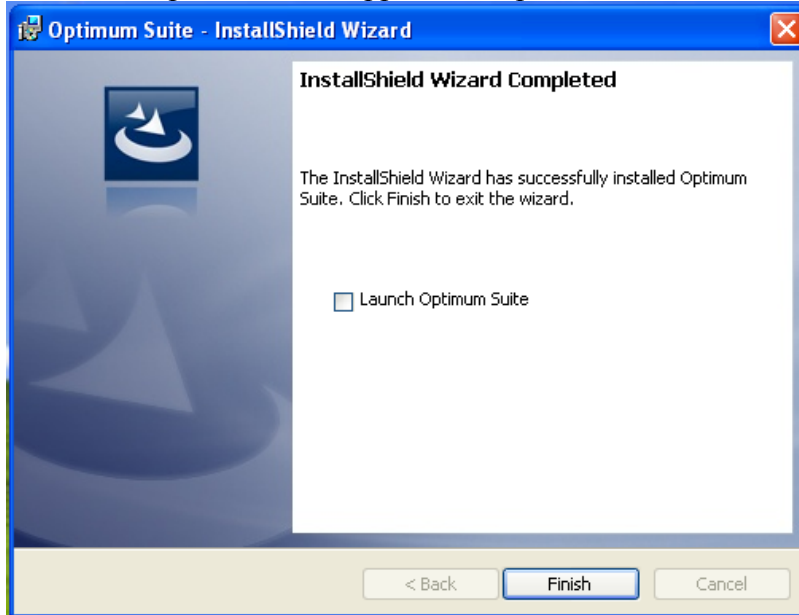 Optimum Suite - InstallShield Wizard
InstallShield Wizard Completed
The InstallShield Wizard has successfully installed Optimum
Suite. Click Finish to exit the wizard.
Launch Optimum Suite
< Back
Finish
Cancel